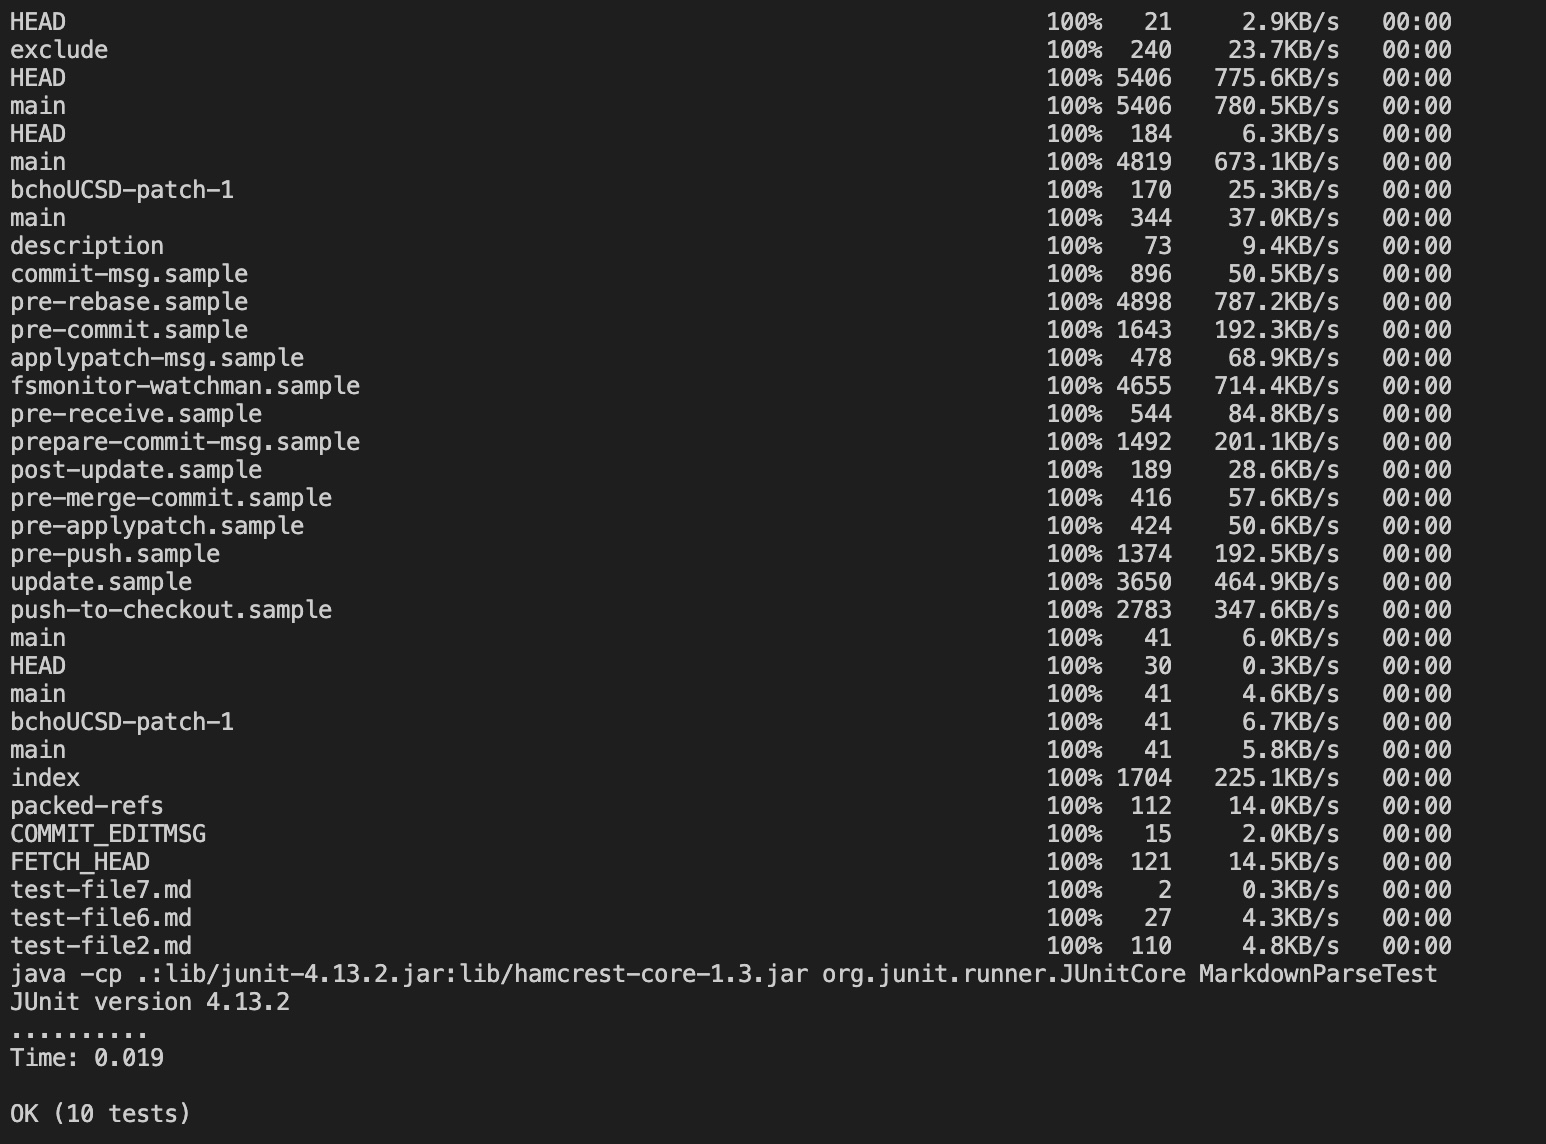 HEAD 100% 21 2.9KB/s 00:00
exclude 100% 240 23.7KB/s 00:00
HEAD 100% 5406 775.6KB/s 00:00
main 100% 5406 780.5KB/s 00:00
HEAD 100% 184 6.3KB/s 00:00
main 100% 4819 673.1KB/s 00:00
bchoUCSD-patch-1 100% 170 25.3KB/s 00:00
main 100% 344 37.0KB/s 00:00
description 100% 73 9.4KB/s 00:00
commit-msg.sample 100% 896 50.5KB/s 00:00
pre-rebase.sample 100% 4898 787.2KB/s 00:00
pre-commit.sample 100% 1643 192.3KB/s 00:00
applypatch-msg.sample 100% 478 68.9KB/s 00:00
fsmonitor-watchman.sample 100% 4655 714.4KB/s 00:00
pre-receive.sample 100% 544 84.8KB/s 00:00
prepare-commit-msg.sample 100% 1492 201.1KB/s 00:00
post-update.sample 100% 189 28.6KB/s 00:00
pre-merge-commit.sample 100% 416 57.6KB/s 00:00
pre-applypatch.sample 100% 424 50.6KB/s 00:00
pre-push.sample 100% 1374 192.5KB/s 00:00
update.sample 100% 3650 464.9KB/s 00:00
push-to-checkout.sample 100% 2783 347.6KB/s 00:00
main 100% 41 6.0KB/s 00:00
HEAD 100% 30 0.3KB/s 00:00
main 100% 41 4.6KB/s 00:00
bchoUCSD-patch-1 100% 41 6.7KB/s 00:00
main 100% 41 5.8KB/s 00:00
index 100% 1704 225.1KB/s 00:00
packed-refs 100% 112 14.0KB/s 00:00
COMMIT_EDITMSG 100% 15 2.0KB/s 00:00
FETCH_HEAD 100% 121 14.5KB/s 00:00
test-file7.md 100% 2 0.3KB/s 00:00
test-file6.md 100% 27 4.3KB/s 00:00
test-file2.md 100% 110 4.8KB/s 00:00
java -cp .:lib/junit-4.13.2.jar:lib/hamcrest-core-1.3.jar org.junit.runner.JUnitCore MarkdownParseTest
JUnit version 4.13.2
..........
Time: 0.019
OK (10 tests)